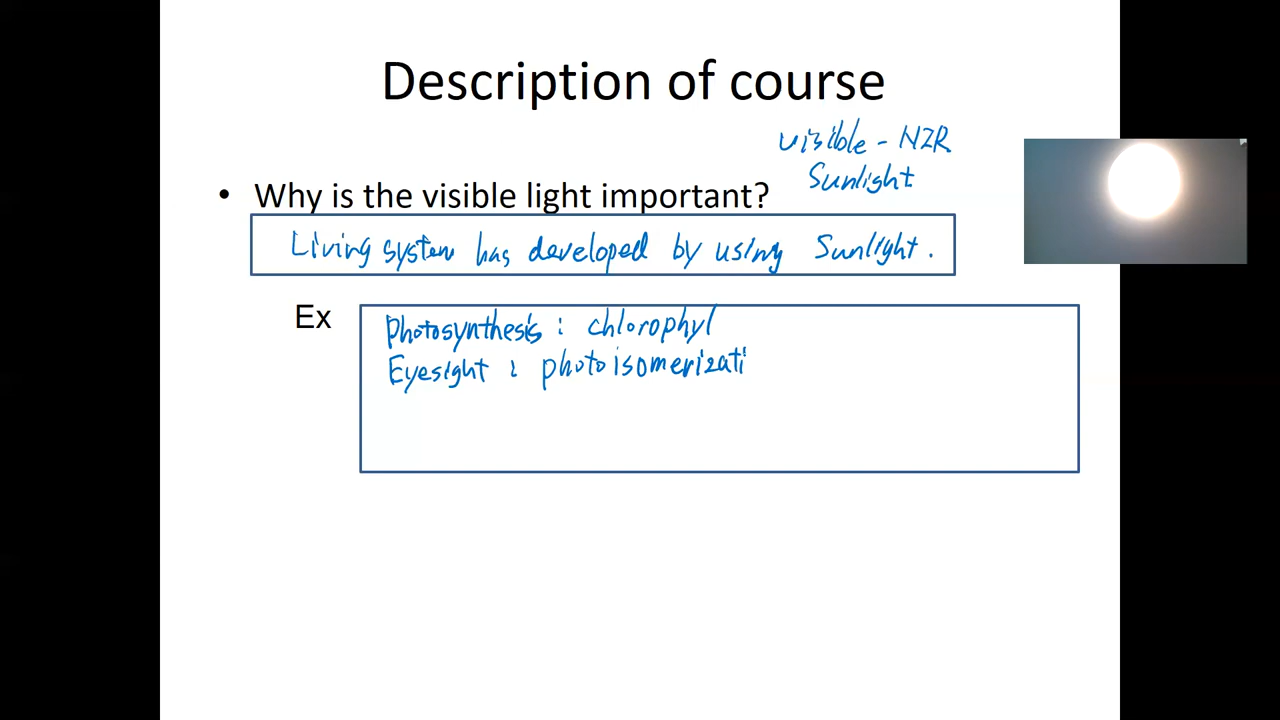 Description of course
visible - NIR
Sunlight
• Why is the visible light important?
Living system has developed by using Sunlight.
Ex
Photosynthesis : chlorophyl
Eyesight : photoisomerizati